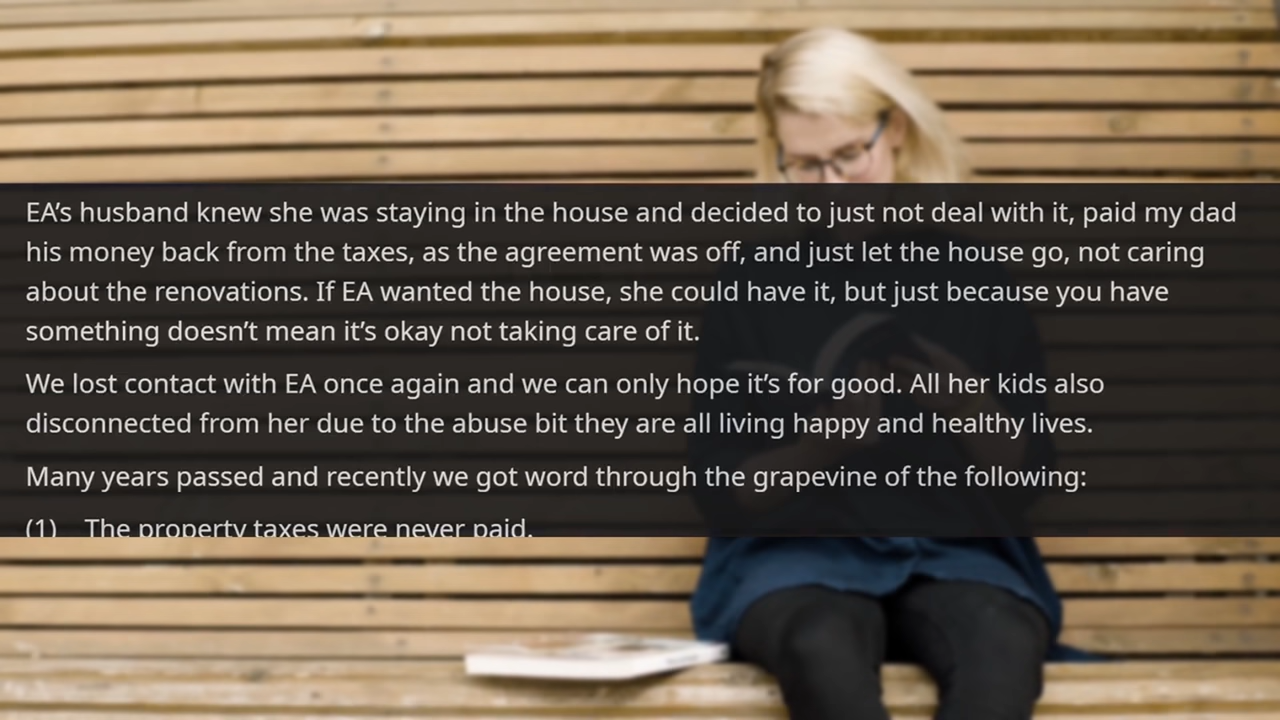 EA’s husband knew she was staying in the house and decided to just not deal with it, paid my dad
his money back from the taxes, as the agreement was off, and just let the house go, not caring
about the renovations. If EA wanted the house, she could have it, but just because you have
something doesn’t mean it’s okay not taking care of it.
We lost contact with EA once again and we can only hope it’s for good. All her kids also
disconnected from her due to the abuse bit they are all living happy and healthy lives.
Many years passed and recently we got word through the grapevine of the following:
(1) The property taxes were never paid.